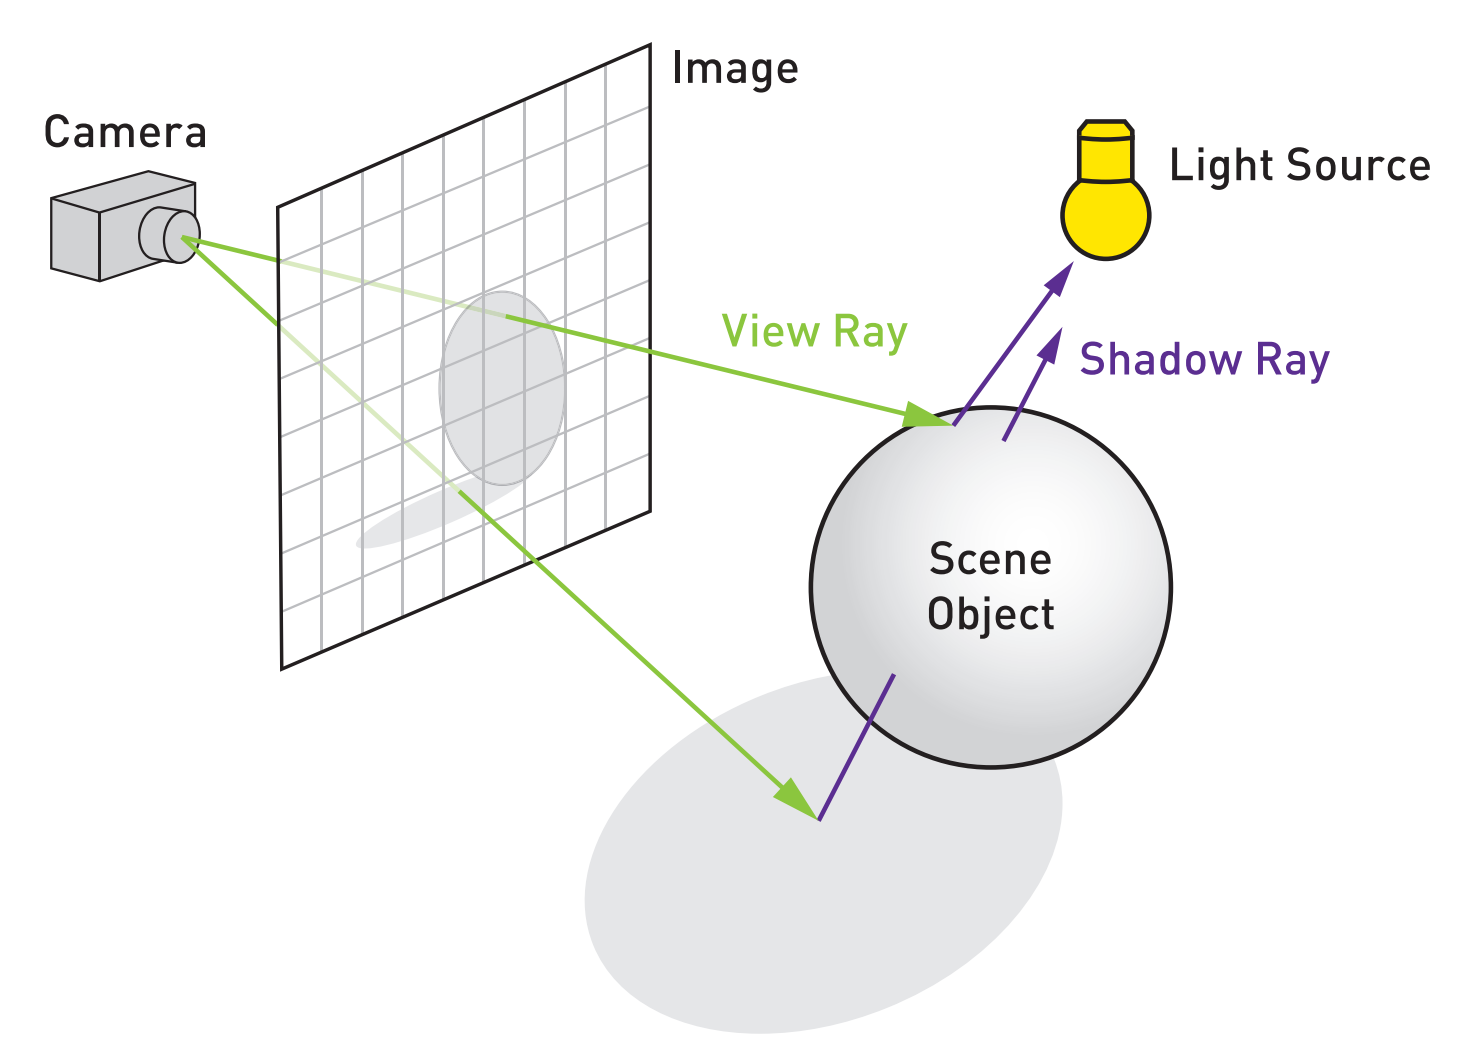 Image
Camera
Light Source
View Ray
Shadow Ray
Scene
Object